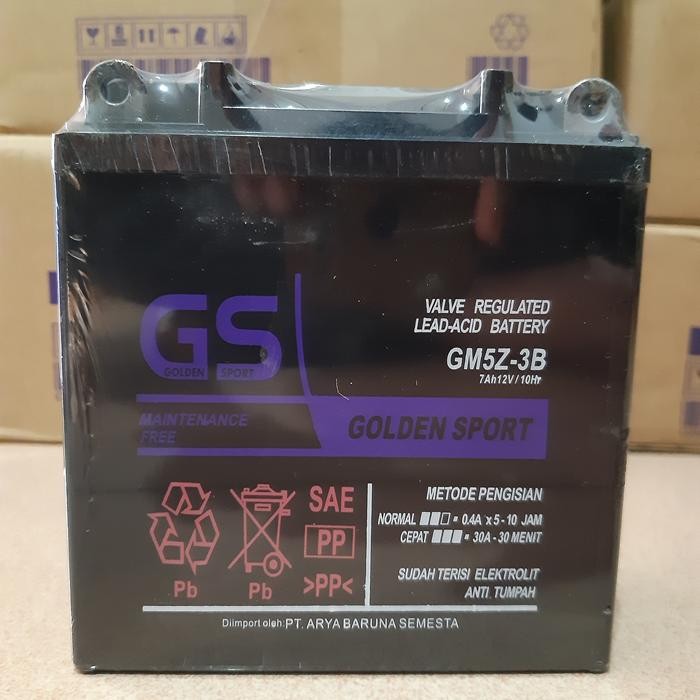 GS
GOLDEN SPORT
VALVE REGULATED
LEAD-ACID BATTERY
GM5Z-3B
7Ah12V / 10Hr
MAINTENANCE
FREE
GOLDEN SPORT
SAE
PP
>PP<
Pb
Pb
METODE PENGISIAN
NORMAL = 0.4A x 5 - 10 JAM
CEPAT = 30A - 30 MENIT
SUDAH TERISI ELEKTROLIT
ANTI TUMPAH
Diimport oleh: PT. ARYA BARUNA SEMESTA